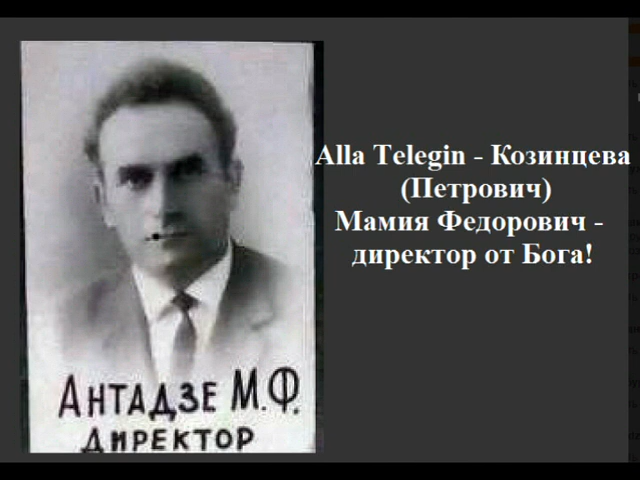 Alla Telegin - Козинцева
(Петрович)
Мамия Федорович -
директор от Бога!
АНТАДЗЕ М.Ф.
ДИРЕКТОР